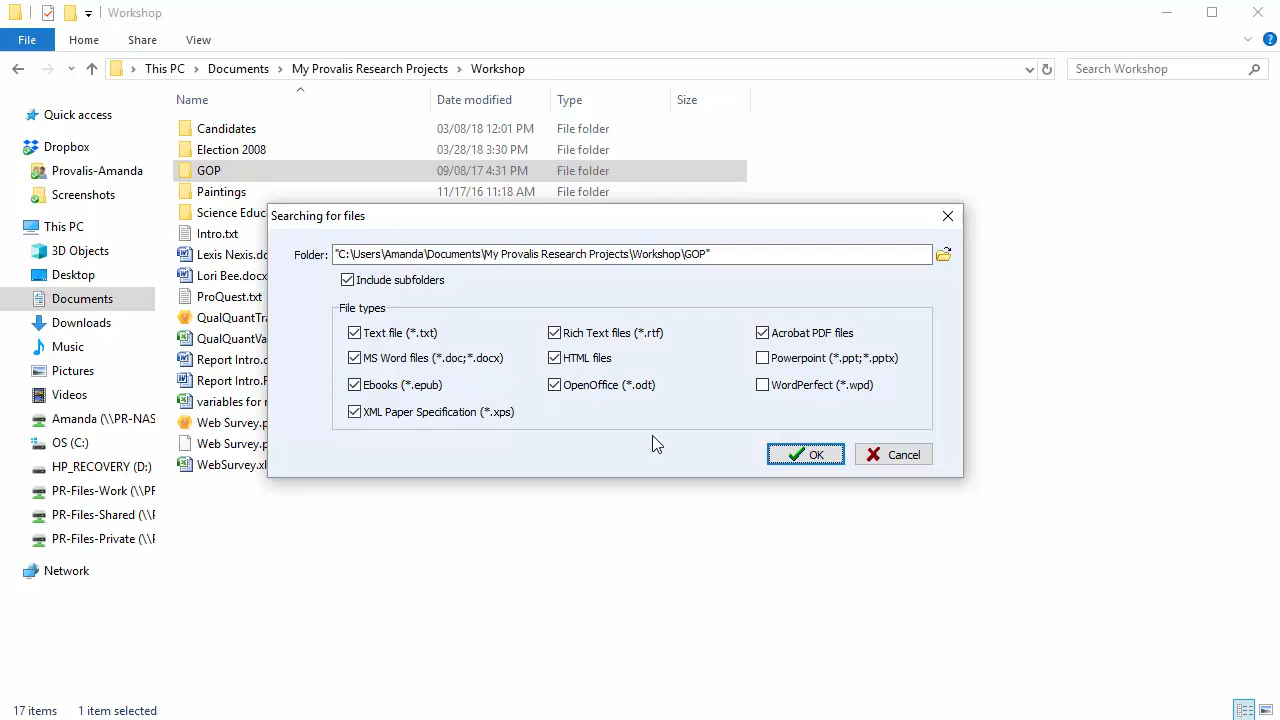 Workshop
File Home Share View
This PC Documents My Provalis Research Projects Workshop Search Workshop
Name Date modified Type Size
Quick access
Dropbox
Provalis-Amanda
Screenshots
This PC
3D Objects
Desktop
Documents
Downloads
Music
Pictures
Videos
Amanda (\\PR-NAS
OS (C:)
HP_RECOVERY (D:)
PR-Files-Work (\\PF
PR-Files-Shared (\\F
PR-Files-Private (\\F
Network
Candidates 03/08/18 12:01 PM File folder
Election 2008 03/28/18 3:30 PM File folder
GOP 09/08/17 4:31 PM File folder
Paintings 11/17/16 11:18 AM File folder
Science Educ
Intro.txt
Lexis Nexis.do
Lori Bee.docx
ProQuest.txt
QualQuantTra
QualQuantVa
Report Intro.
Report Intro.
variables for
Web Survey.p
Web Survey.p
WebSurvey.xl
Searching for files
Folder: "C:\Users\Amanda\Documents\My Provalis Research Projects\Workshop\GOP"
Include subfolders
File types
Text file (*.txt) Rich Text files (*.rtf) Acrobat PDF files
MS Word files (*.doc;*.docx) HTML files Powerpoint (*.ppt;*.pptx)
Ebooks (*.epub) OpenOffice (*.odt) WordPerfect (*.wpd)
XML Paper Specification (*.xps)
OK Cancel
17 items 1 item selected